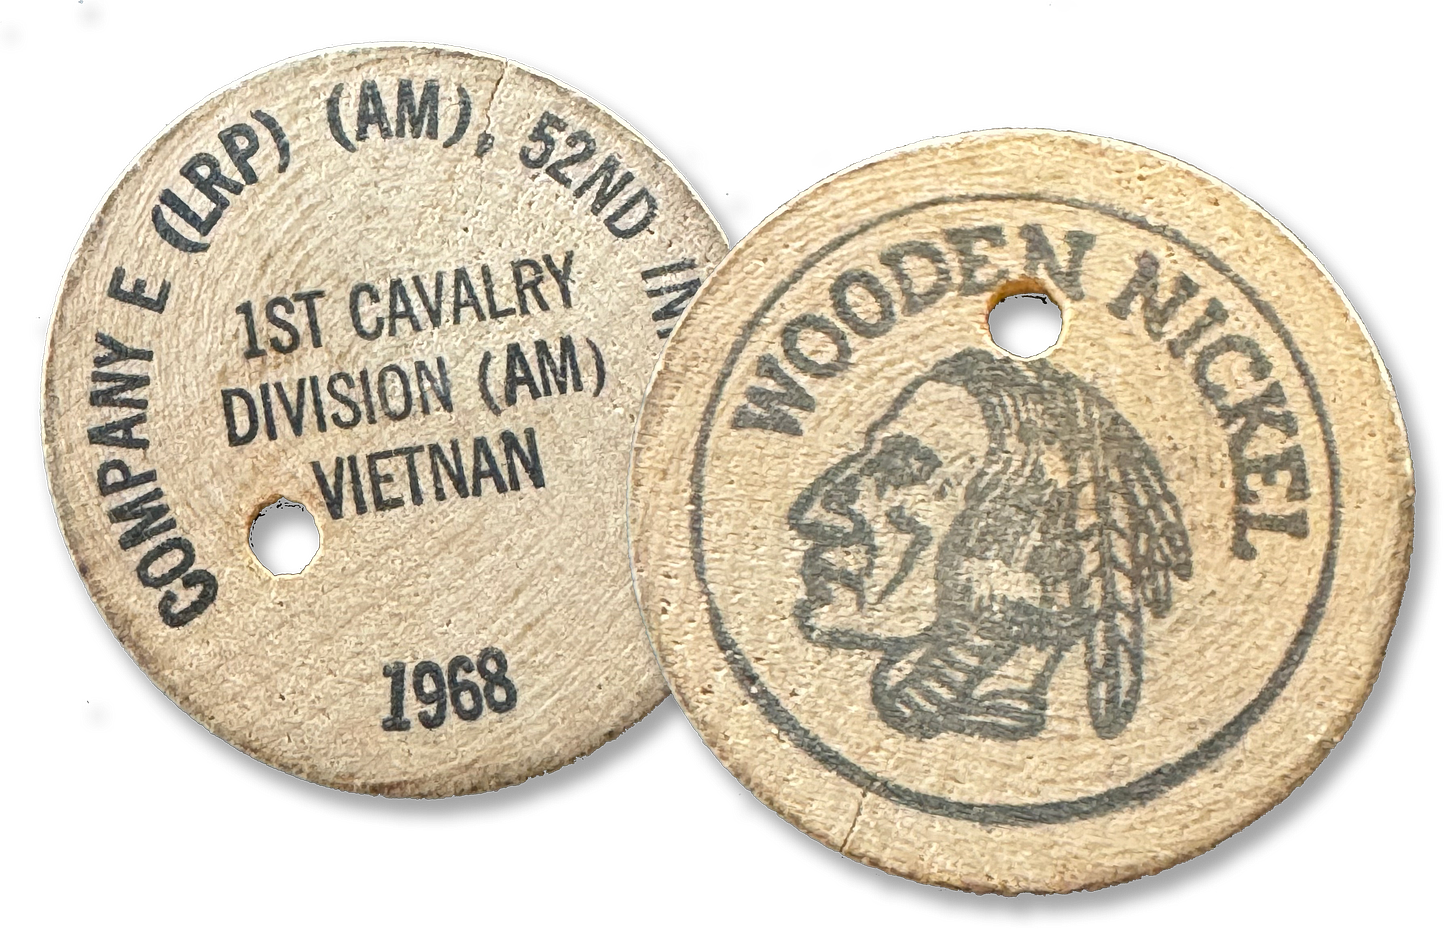 COMPANY E (LRP) (AM), 52ND IN
1ST CAVALRY
DIVISION (AM)
VIETNAN
1968
WOODEN NICKEL